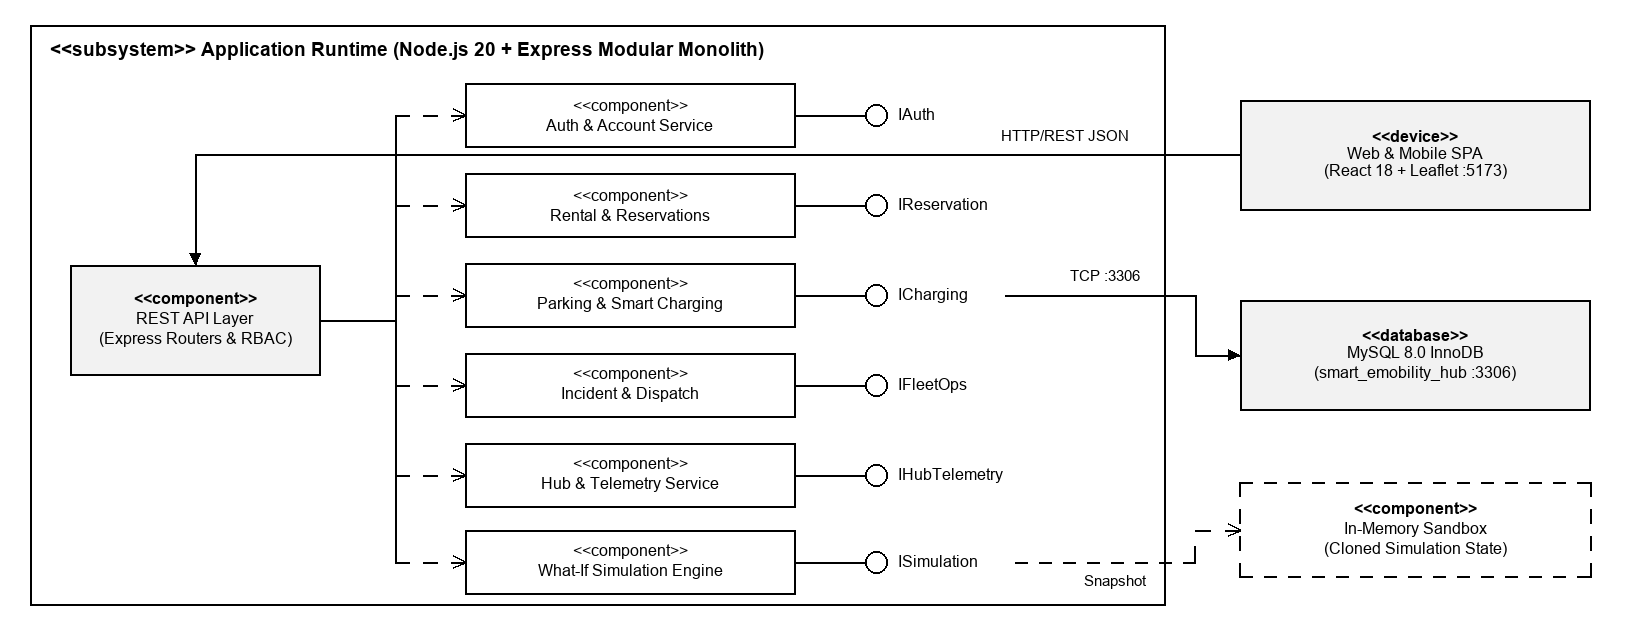 <<subsystem>> Application Runtime (Node.js 20 + Express Modular Monolith)
<<component>>
Auth & Account Service
IAuth
HTTP/REST JSON
<<device>>
Web & Mobile SPA
(React 18 + Leaflet :5173)
<<component>>
Rental & Reservations
IReservation
<<component>>
REST API Layer
(Express Routers & RBAC)
<<component>>
Parking & Smart Charging
ICharging
TCP :3306
<<database>>
MySQL 8.0 InnoDB
(smart_emobility_hub :3306)
<<component>>
Incident & Dispatch
IFleetOps
<<component>>
Hub & Telemetry Service
IHubTelemetry
<<component>>
What-If Simulation Engine
ISimulation
Snapshot
<<component>>
In-Memory Sandbox
(Cloned Simulation State)